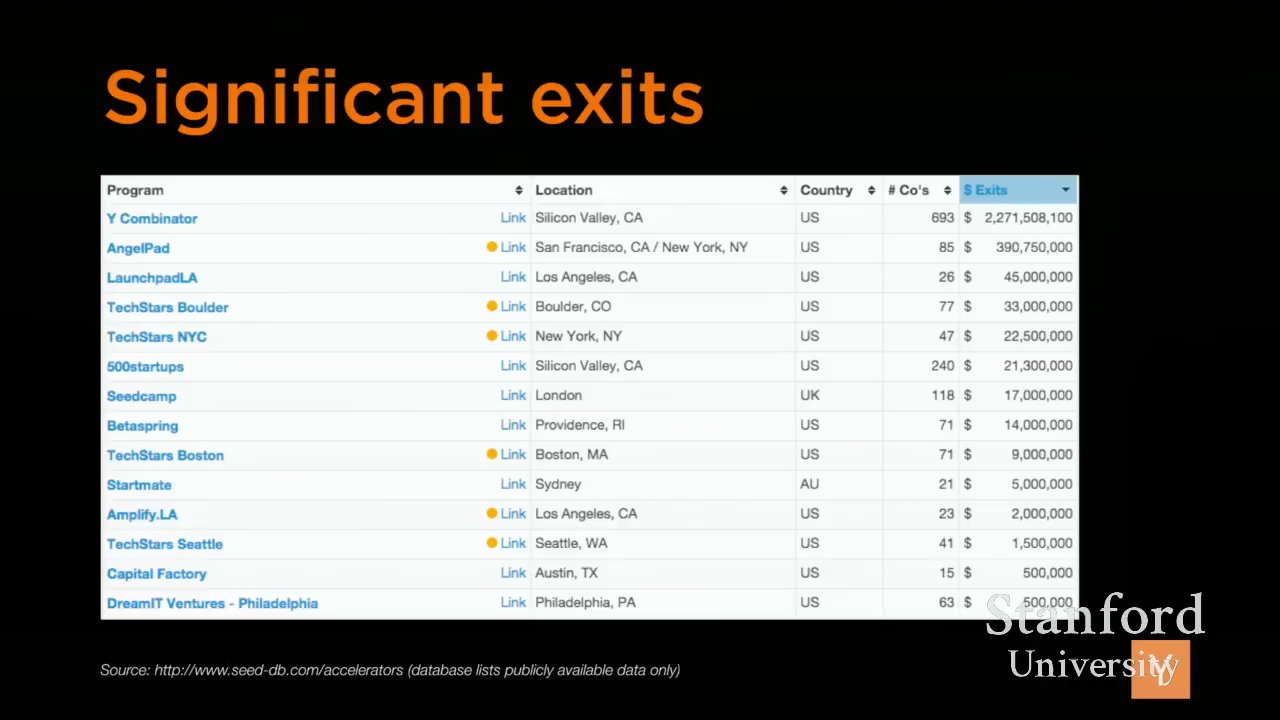 Significant exits
Program Location Country # Co's $ Exits
Y Combinator Link Silicon Valley, CA US 693 $ 2,271,508,100
AngelPad Link San Francisco, CA / New York, NY US 85 $ 390,750,000
LaunchpadLA Link Los Angeles, CA US 26 $ 45,000,000
TechStars Boulder Link Boulder, CO US 77 $ 33,000,000
TechStars NYC Link New York, NY US 47 $ 22,500,000
500startups Link Silicon Valley, CA US 240 $ 21,300,000
Seedcamp Link London UK 118 $ 17,000,000
Betaspring Link Providence, RI US 71 $ 14,000,000
TechStars Boston Link Boston, MA US 71 $ 9,000,000
Startmate Link Sydney AU 21 $ 5,000,000
Amplify.LA Link Los Angeles, CA US 23 $ 2,000,000
TechStars Seattle Link Seattle, WA US 41 $ 1,500,000
Capital Factory Link Austin, TX US 15 $ 500,000
DreamIT Ventures - Philadelphia Link Philadelphia, PA US 63 $ 500,000
Stanford
University
Y
Source: http://www.seed-db.com/accelerators (database lists publicly available data only)